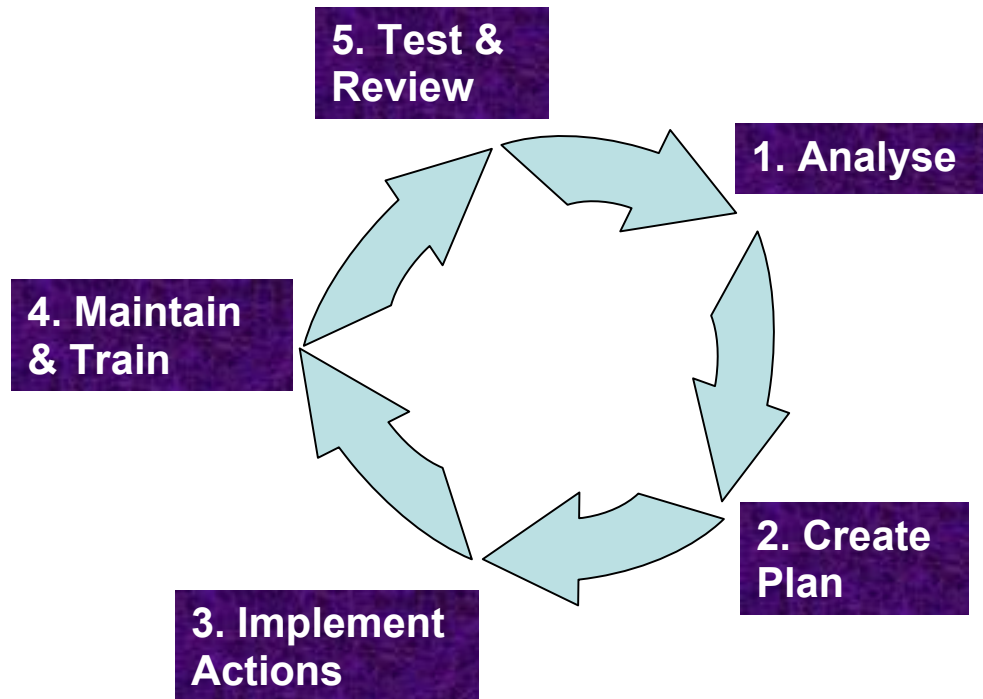 5. Test &
Review
1. Analyse
4. Maintain
& Train
2. Create
Plan
3. Implement
Actions